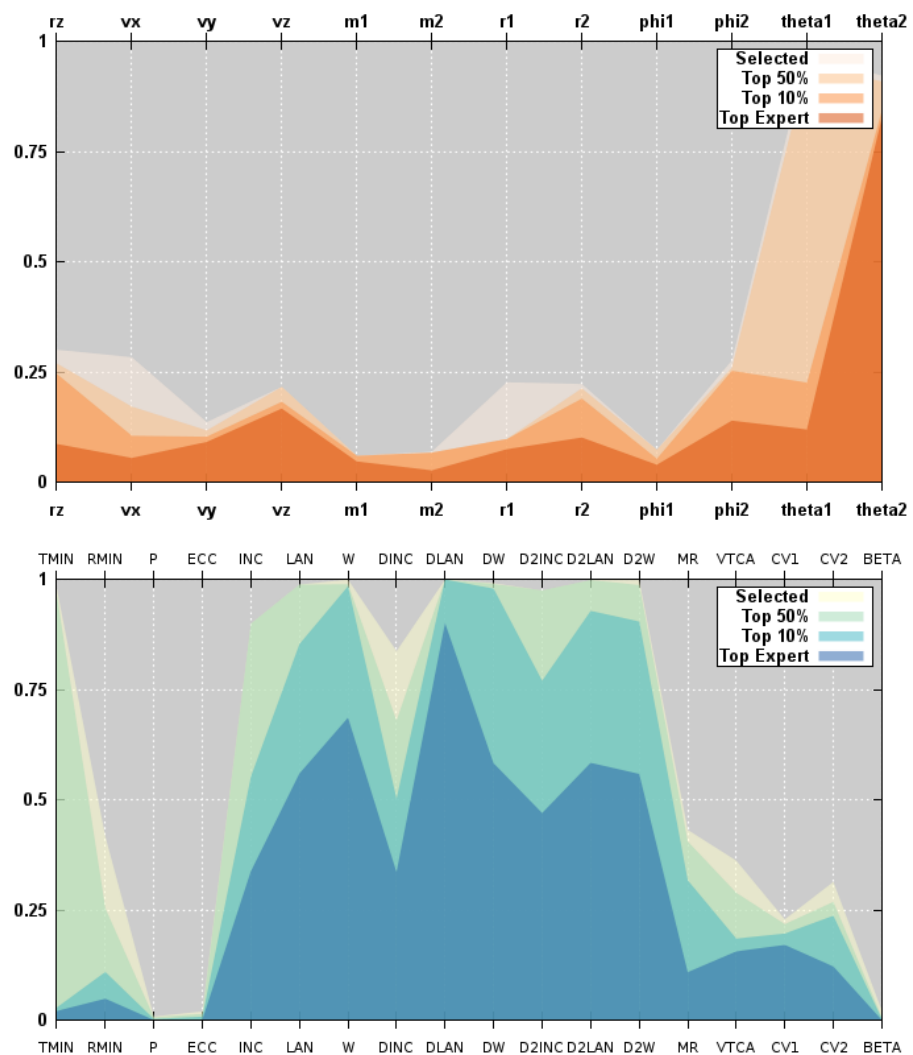 rz vx vy vz m1 m2 r1 r2 phi1 phi2 theta1 theta2
1
Selected
Top 50%
Top 10%
Top Expert
0.75
0.5
0.25
0
rz vx vy vz m1 m2 r1 r2 phi1 phi2 theta1 theta2
TMIN RMIN P ECC INC LAN W DINC DLAN DW D2INC D2LAN D2W MR VTCA CV1 CV2 BETA
1
Selected
Top 50%
Top 10%
Top Expert
0.75
0.5
0.25
0
TMIN RMIN P ECC INC LAN W DINC DLAN DW D2INC D2LAN D2W MR VTCA CV1 CV2 BETA